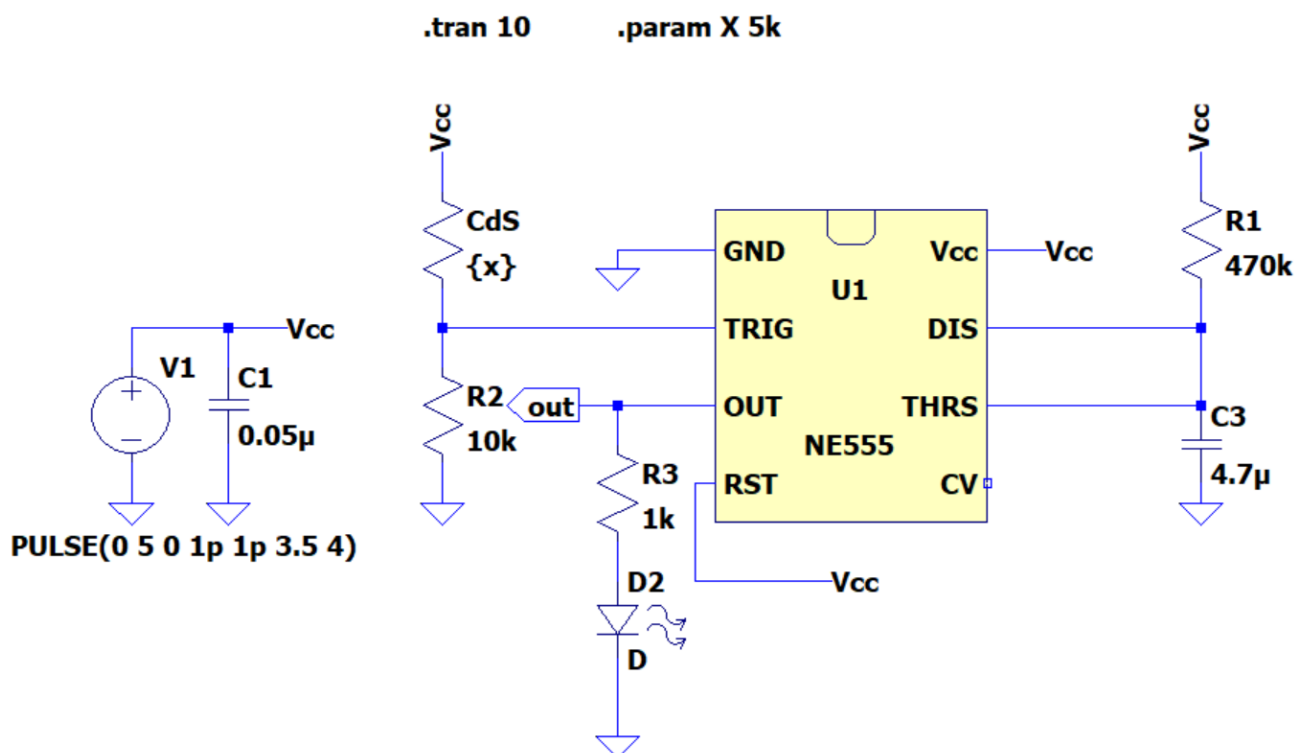 .tran 10 .param X 5k
Vcc
Vcc
CdS
{x}
R1
470k
GND
Vcc
Vcc
U1
TRIG
DIS
Vcc
V1
C1
0.05µ
R2
10k
out
OUT
THRS
C3
4.7µ
NE555
R3
1k
RST
CV
PULSE(0 5 0 1p 1p 3.5 4)
D2
Vcc
D